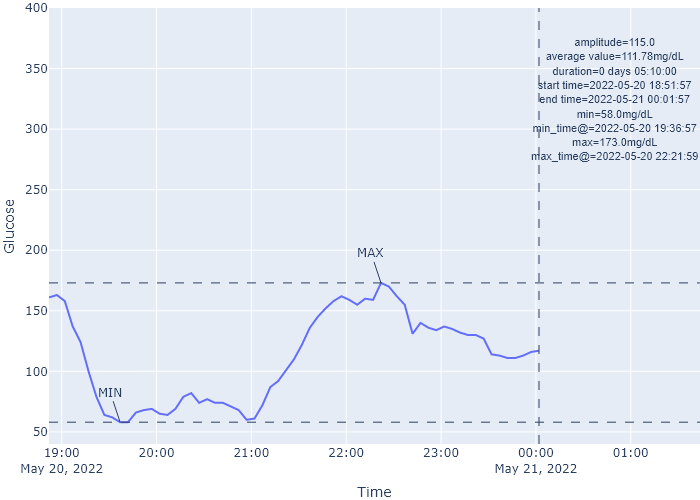 400
350
300
250
200
150
100
50
Glucose
amplitude=115.0
average value=111.78mg/dL
duration=0 days 05:10:00
start time=2022-05-20 18:51:57
end time=2022-05-21 00:01:57
min=58.0mg/dL
min_time@=2022-05-20 19:36:57
max=173.0mg/dL
max_time@=2022-05-20 22:21:59
MAX
MIN
19:00 20:00 21:00 22:00 23:00 00:00 01:00
May 20, 2022 May 21, 2022
Time